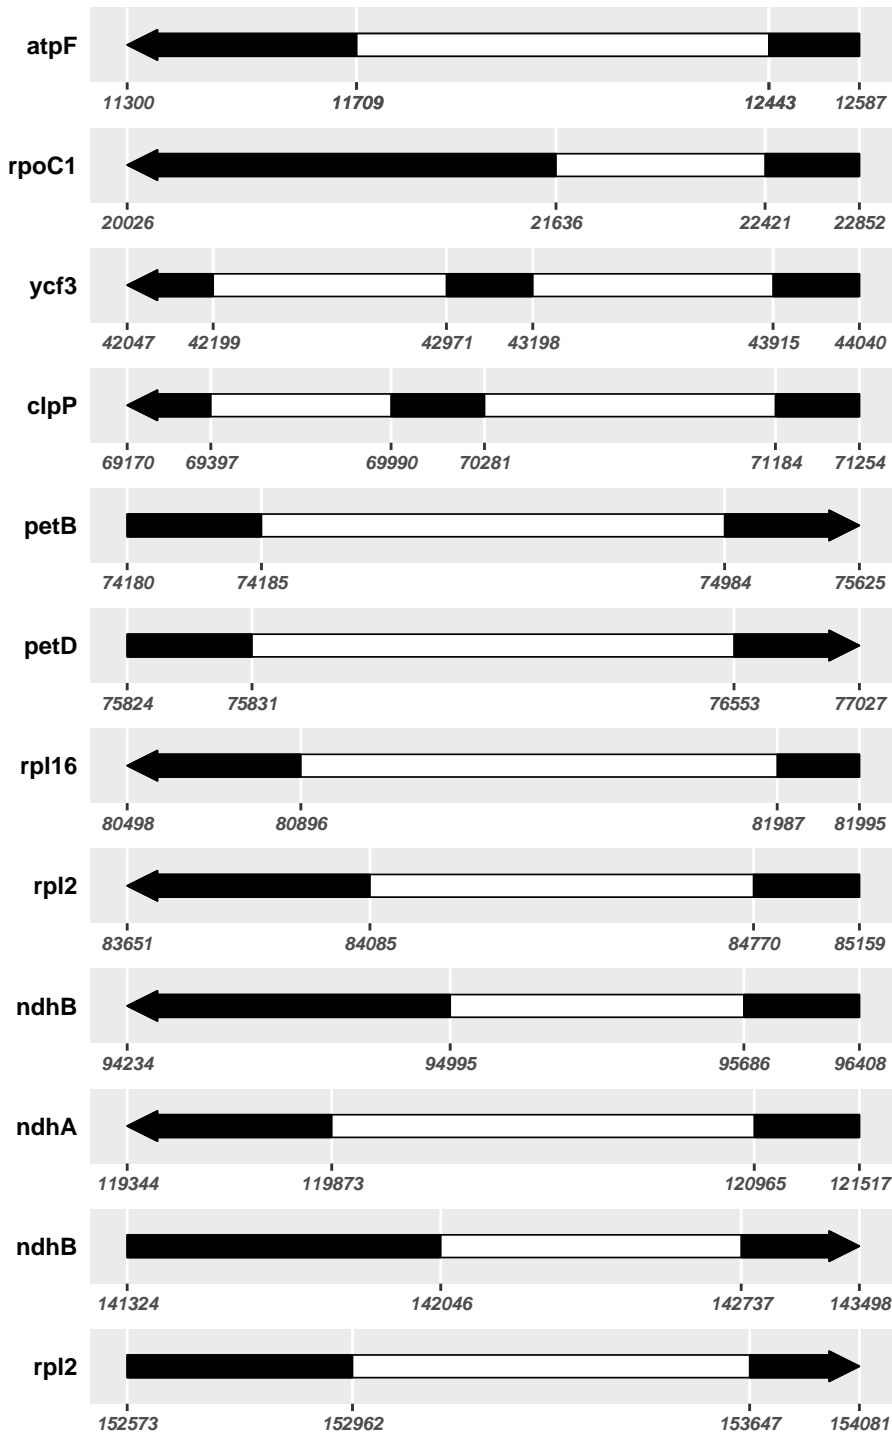 atpF
11300 11709 12443 12587
rpoC1
20026 21636 22421 22852
ycf3
42047 42199 42971 43198 43915 44040
clpP
69170 69397 69990 70281 71184 71254
petB
74180 74185 74984 75625
petD
75824 75831 76553 77027
rpl16
80498 80896 81987 81995
rpl2
83651 84085 84770 85159
ndhB
94234 94995 95686 96408
ndhA
119344 119873 120965 121517
ndhB
141324 142046 142737 143498
rpl2
152573 152962 153647 154081